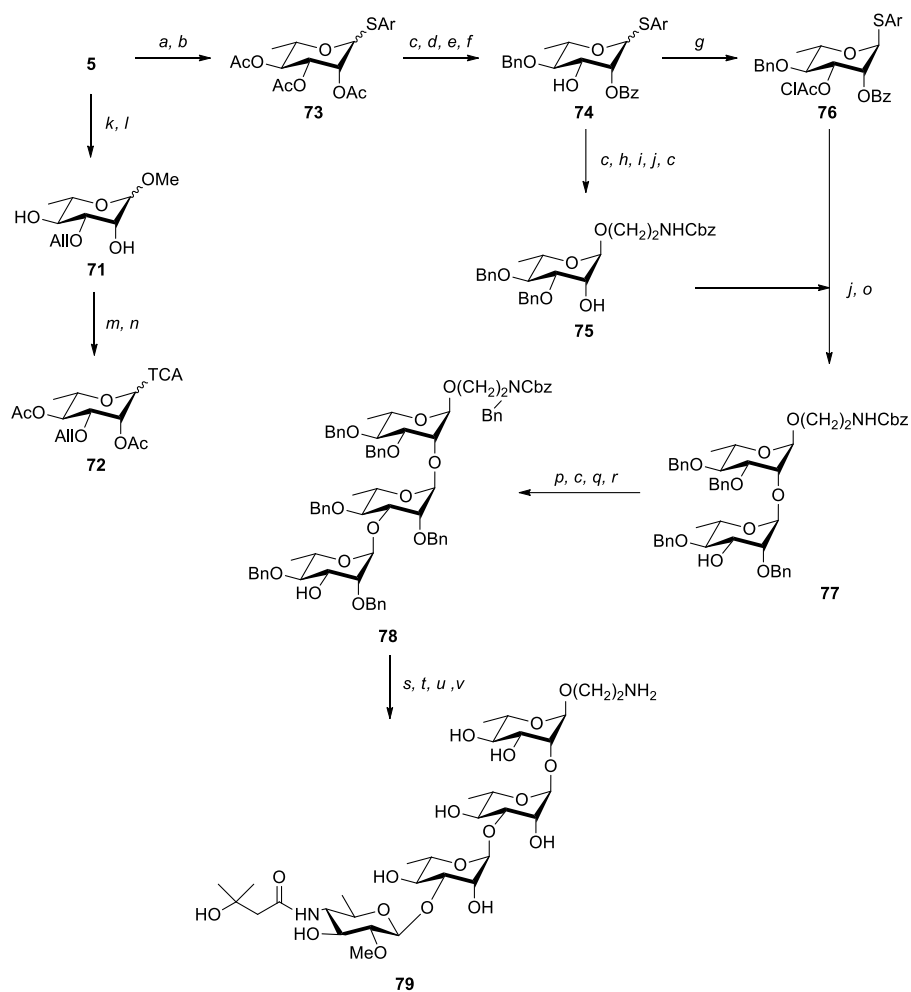 5
a, b
SAr
O
AcO
AcO
OAc
73
c, d, e, f
SAr
O
BnO
HO
OBz
74
g
SAr
O
BnO
ClAcO
OBz
76
k, l
c, h, i, j, c
OMe
O
HO
AllO
OH
71
O(CH2)2NHCbz
O
BnO
BnO
OH
75
j, o
m, n
TCA
O
AcO
AllO
OAc
72
O(CH2)2NCbz
Bn
O
BnO
BnO
O
O
BnO
O
OBn
O
BnO
HO
OBn
78
p, c, q, r
O(CH2)2NHCbz
O
BnO
BnO
O
O
BnO
HO
OBn
77
s, t, u ,v
O(CH2)2NH2
O
HO
HO
O
O
HO
O
OH
O
HO
O
OH
O
HO
HN
O
HO
MeO
79